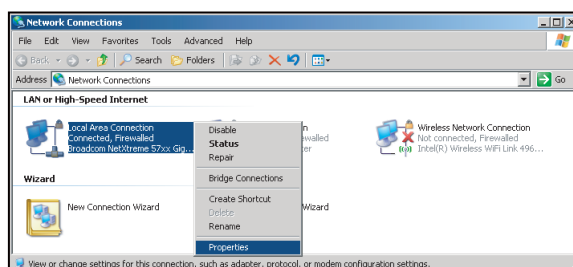 Network Connections
File Edit View Favorites Tools Advanced Help
Back Search Folders
Address Network Connections Go
LAN or High-Speed Internet
Local Area Connection
Connected, Firewalled
Broadcom NetXtreme 57xx Gig...
Disable
Status
Repair
Bridge Connections
Create Shortcut
Delete
Rename
Properties
n
ewalled
er
Wireless Network Connection
Not connected, Firewalled
Intel(R) Wireless WiFi Link 496...
Wizard
New Connection Wizard
Wizard
View or change settings for this connection, such as adapter, protocol, or modem configuration settings.